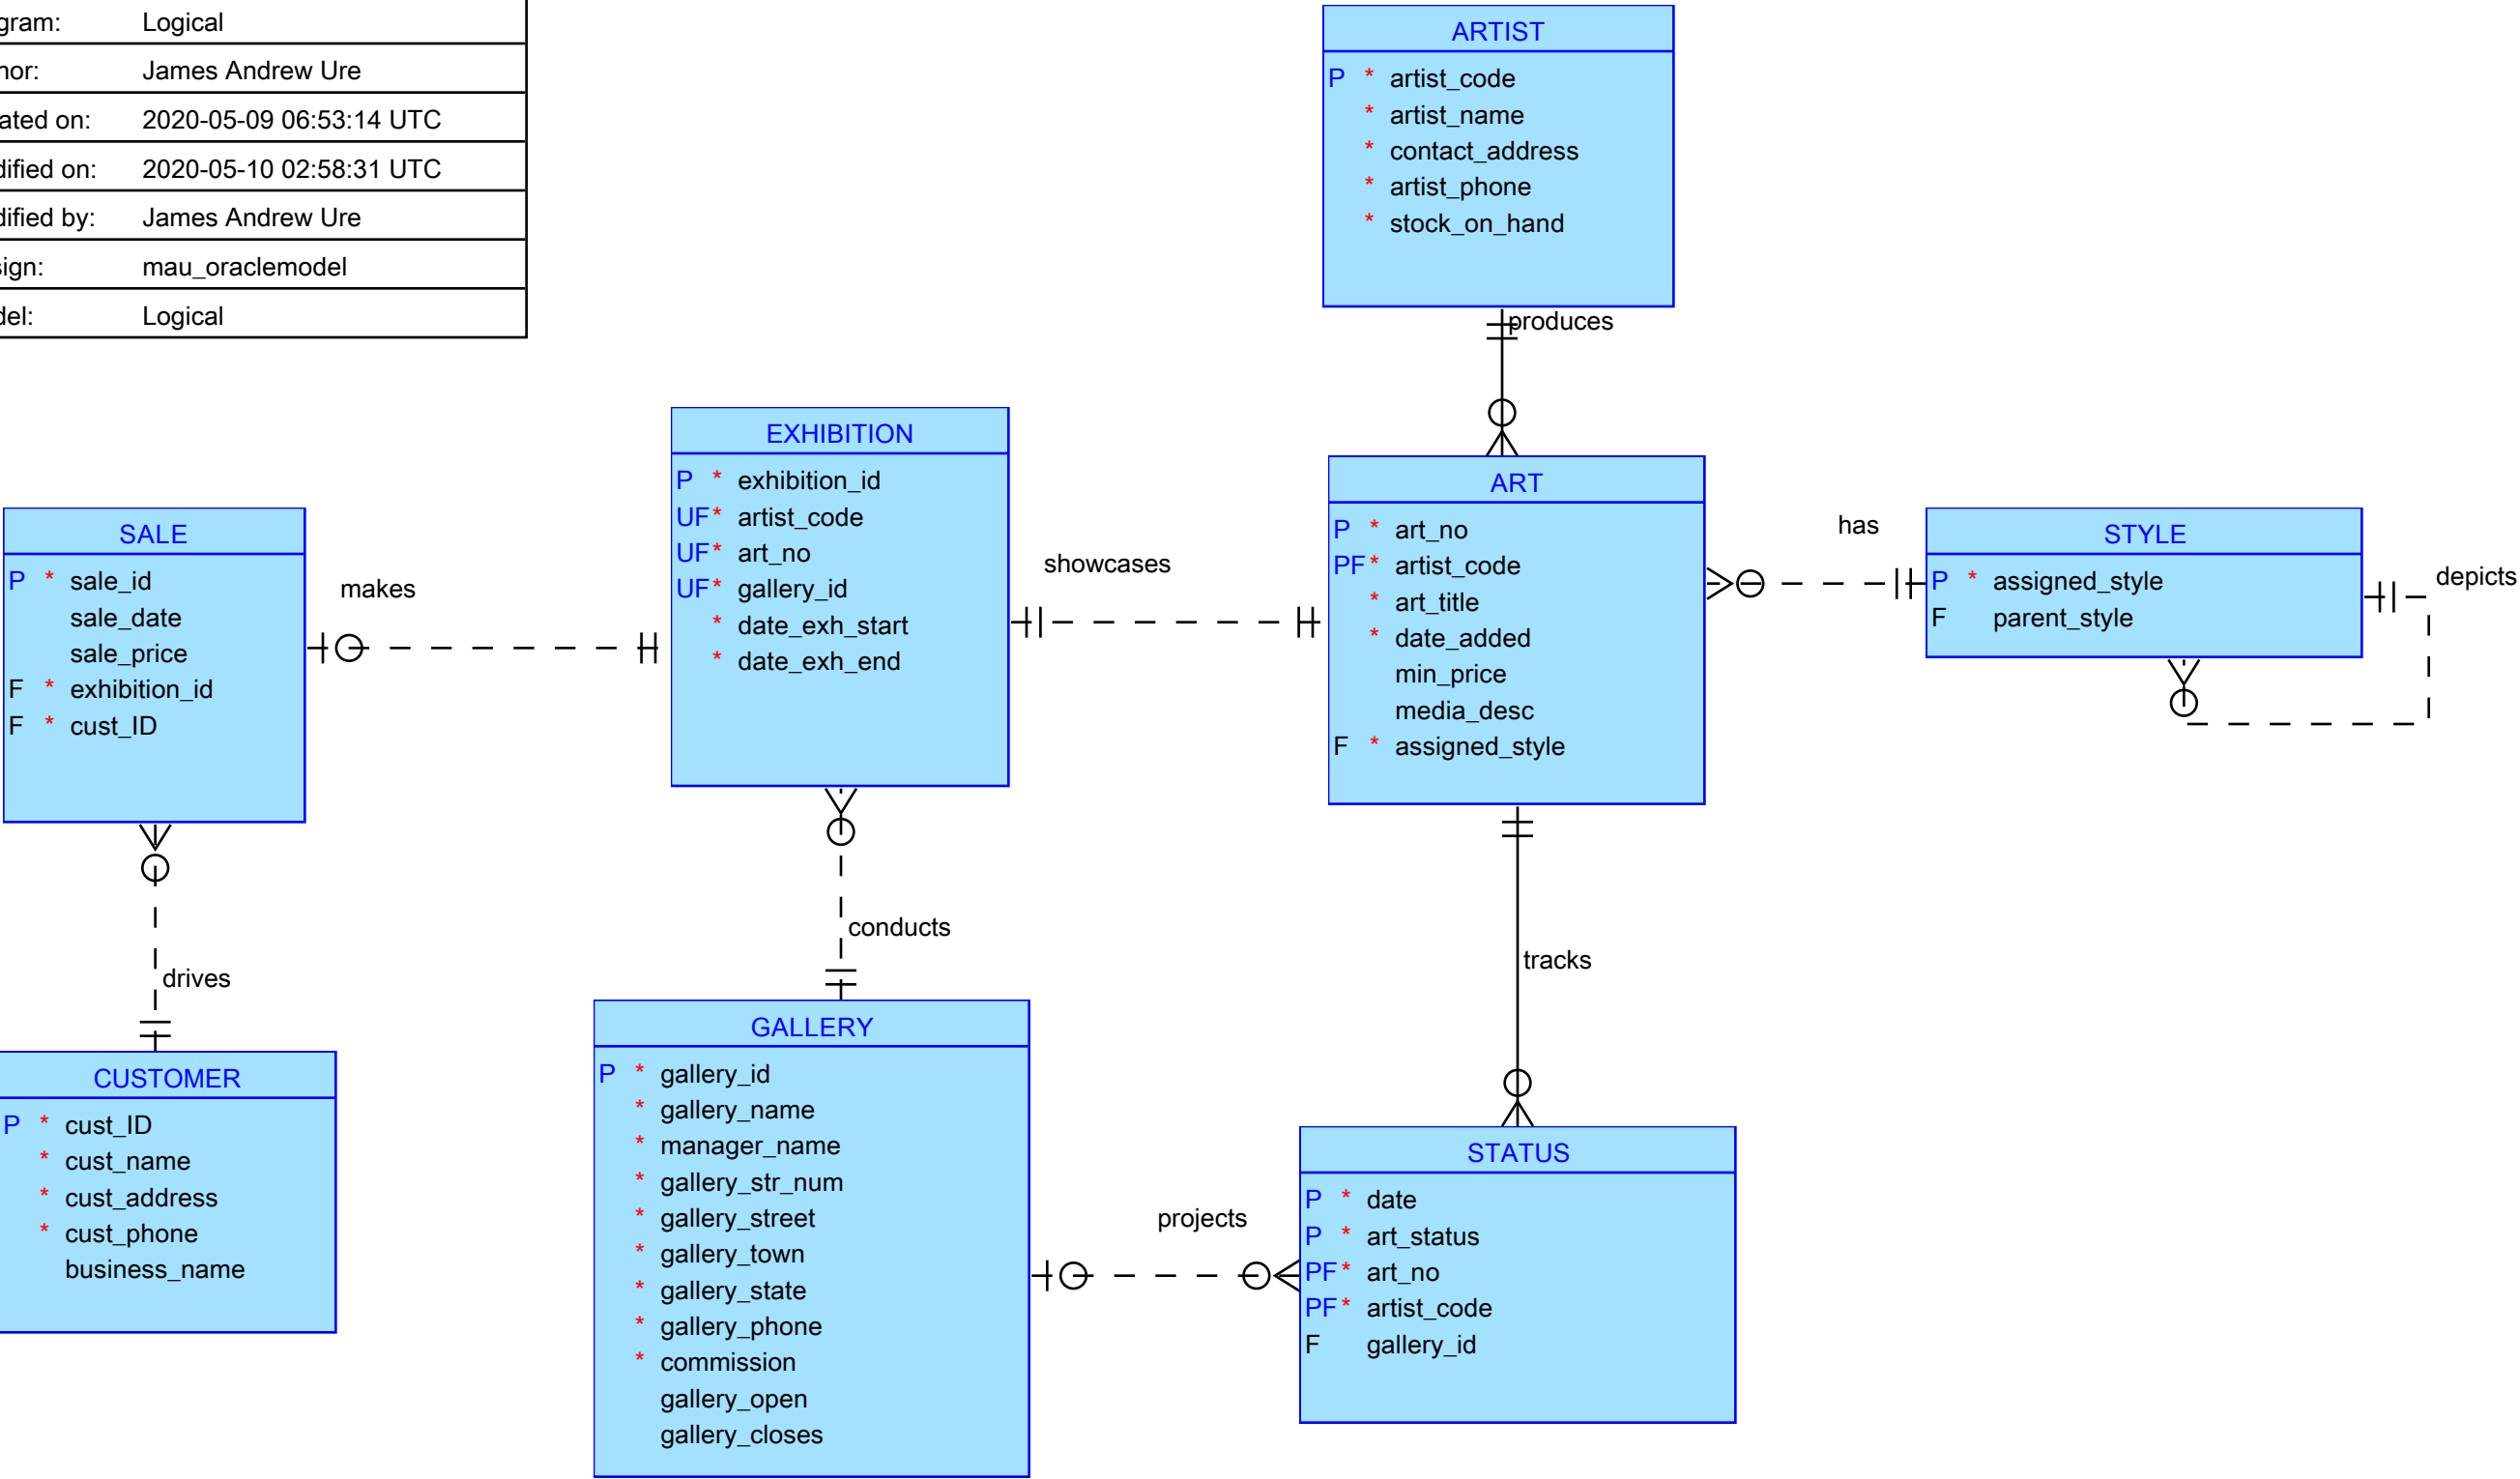 gram: Logical
hor: James Andrew Ure
ated on: 2020-05-09 06:53:14 UTC
dified on: 2020-05-10 02:58:31 UTC
dified by: James Andrew Ure
sign: mau_oraclemodel
del: Logical
ARTIST
P * artist_code
* artist_name
* contact_address
* artist_phone
* stock_on_hand
produces
EXHIBITION
P * exhibition_id
UF * artist_code
UF * art_no
UF * gallery_id
* date_exh_start
* date_exh_end
showcases
ART
P * art_no
PF * artist_code
* art_title
* date_added
min_price
media_desc
F * assigned_style
has
STYLE
P * assigned_style
F parent_style
depicts
SALE
P * sale_id
sale_date
sale_price
F * exhibition_id
F * cust_ID
makes
drives
conducts
tracks
CUSTOMER
P * cust_ID
* cust_name
* cust_address
* cust_phone
business_name
GALLERY
P * gallery_id
* gallery_name
* manager_name
* gallery_str_num
* gallery_street
* gallery_town
* gallery_state
* gallery_phone
* commission
gallery_open
gallery_closes
projects
STATUS
P * date
P * art_status
PF * art_no
PF * artist_code
F gallery_id